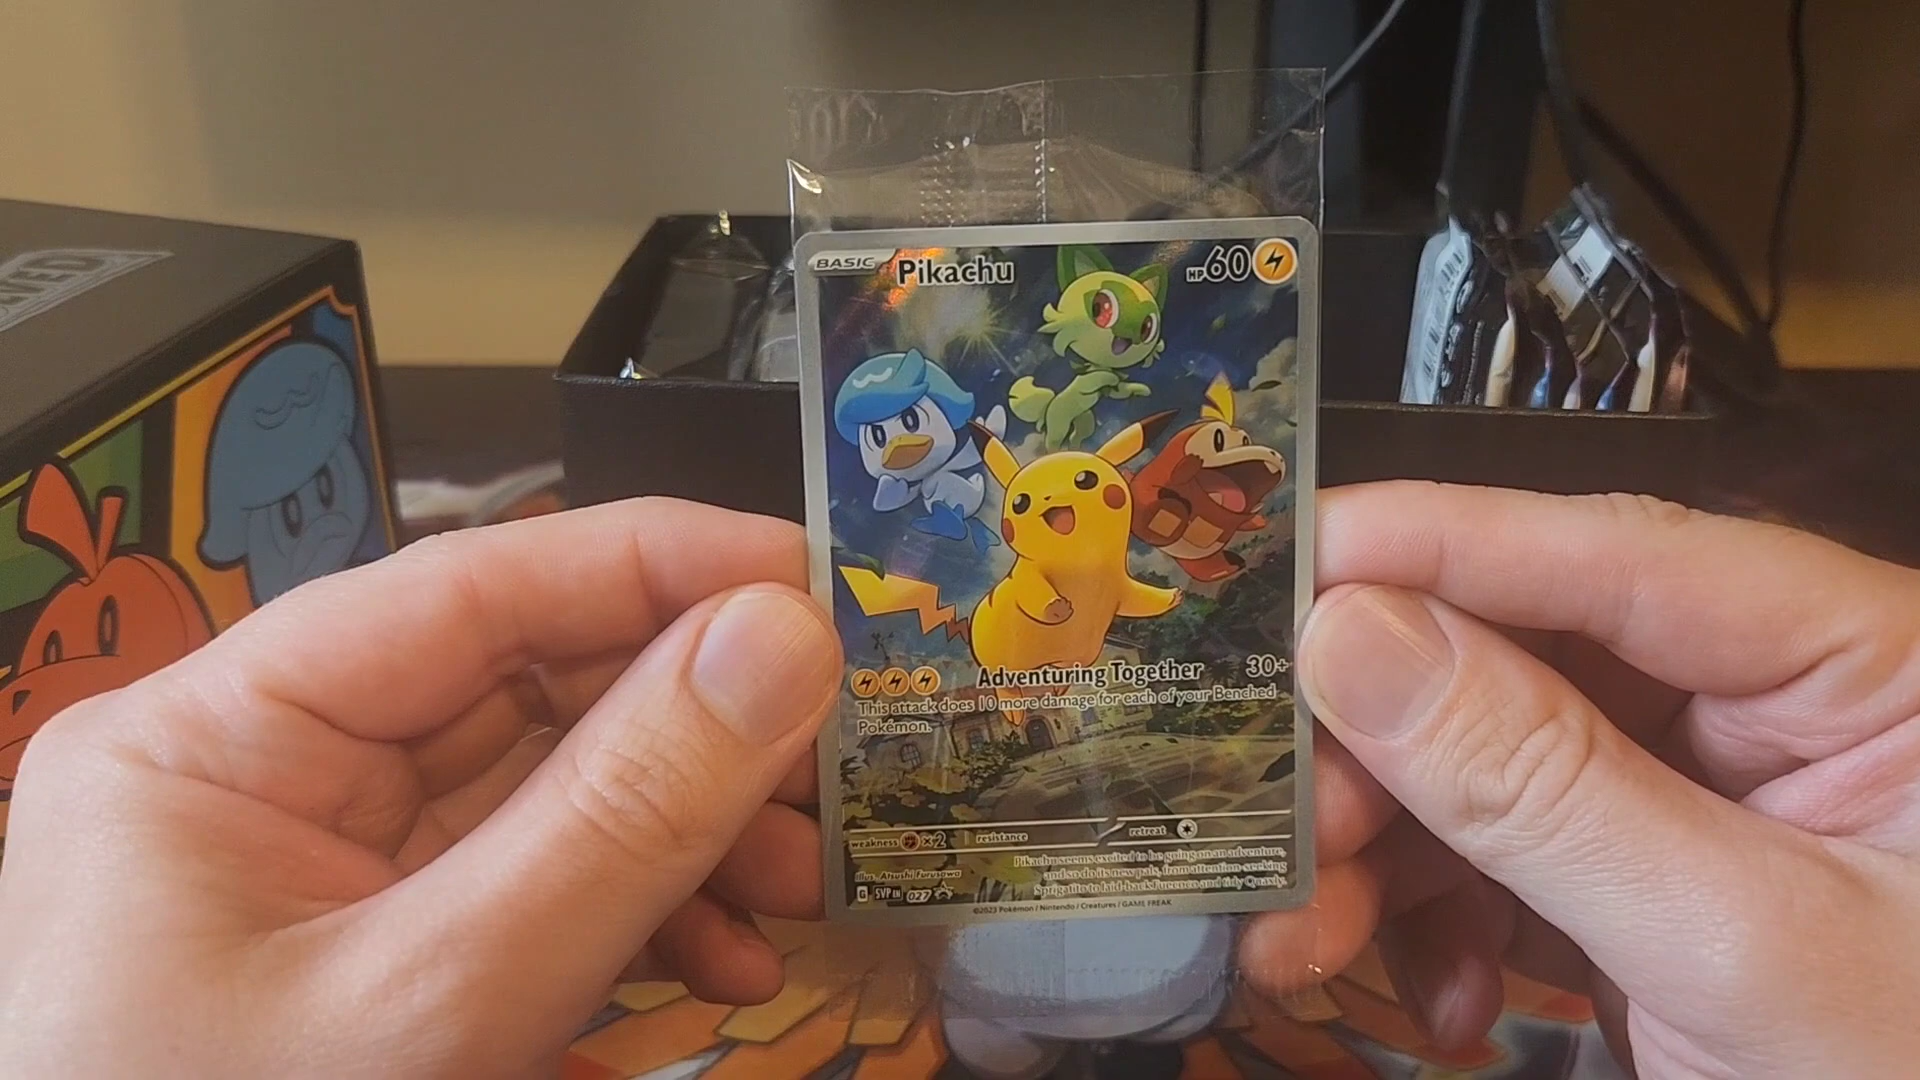 BASIC Pikachu HP60
Adventuring Together 30+
This attack does 10 more damage for each of your Benched
Pokémon.
weakness ×2 resistance retreat
Pikachu seems excited to be going on an adventure,
and so do its new pals, from attention-seeking
Sprigatito to laid-back Fuecoco and tidy Quaxly.
Illus. Atsushi Furusawa
G SVP EN 027
©2023 Pokémon / Nintendo / Creatures / GAME FREAK